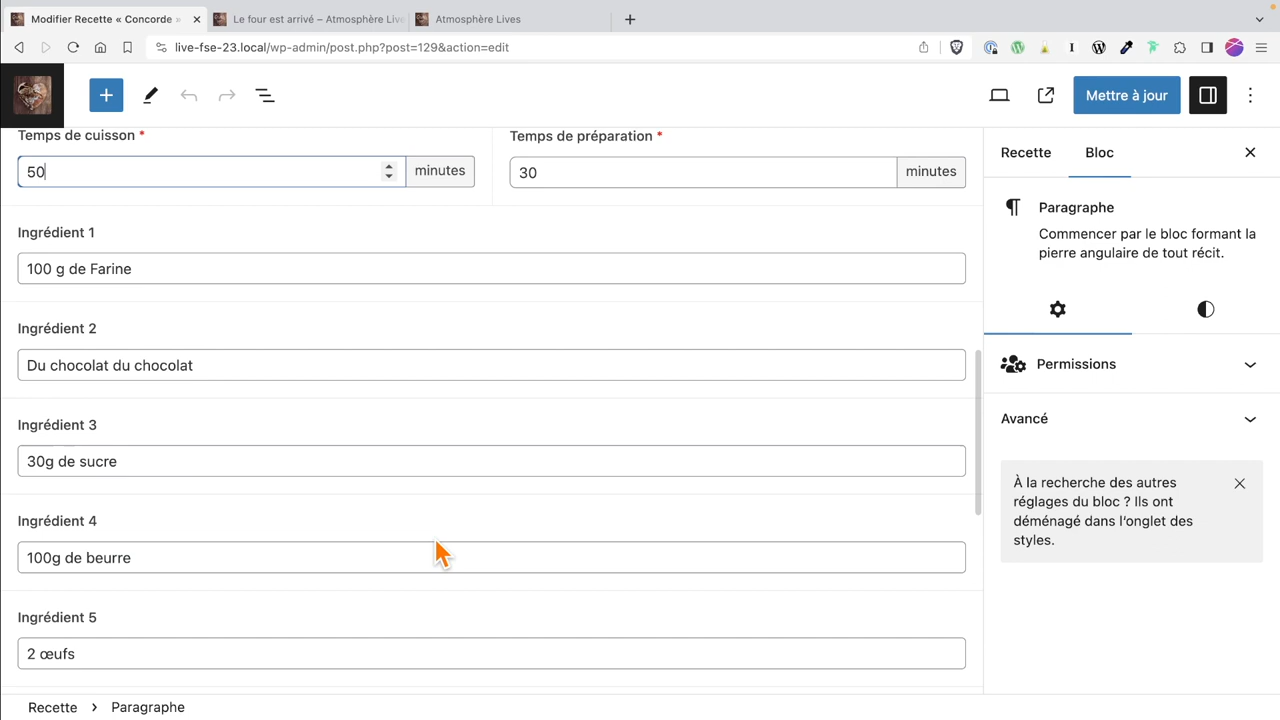 Modifier Recette « Concorde »
Le four est arrivé – Atmosphère Live
Atmosphère Lives
live-fse-23.local/wp-admin/post.php?post=129&action=edit
Mettre à jour
Temps de cuisson *
Temps de préparation *
50
minutes
30
minutes
Ingrédient 1
100 g de Farine
Ingrédient 2
Du chocolat du chocolat
Ingrédient 3
30g de sucre
Ingrédient 4
100g de beurre
Ingrédient 5
2 œufs
Recette
Bloc
Paragraphe
Commencer par le bloc formant la
pierre angulaire de tout récit.
Permissions
Avancé
À la recherche des autres
réglages du bloc ? Ils ont
déménagé dans l'onglet des
styles.
Recette > Paragraphe